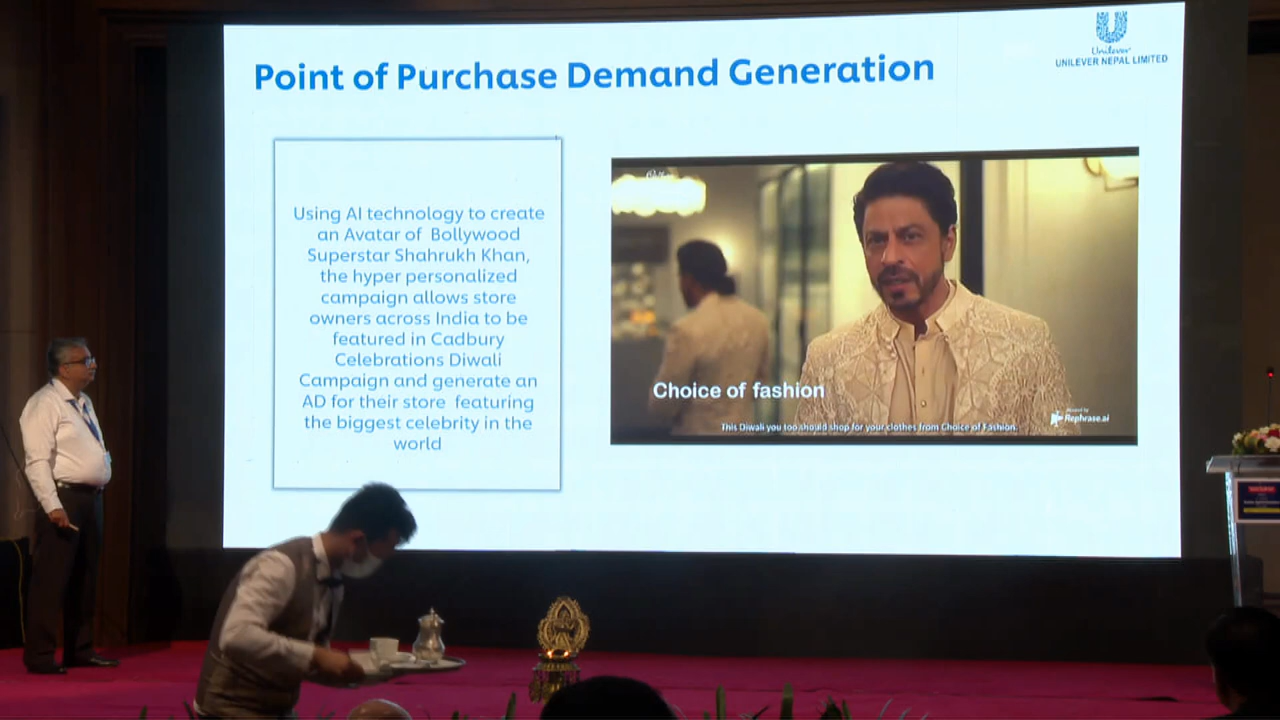 Point of Purchase Demand Generation
Unilever
UNILEVER NEPAL LIMITED
Using AI technology to create
an Avatar of Bollywood
Superstar Shahrukh Khan,
the hyper personalized
campaign allows store
owners across India to be
featured in Cadbury
Celebrations Diwali
Campaign and generate an
AD for their store featuring
the biggest celebrity in the
world
Choice of fashion
Rephrase.ai
This Diwali you too should shop for your clothes from Choice of Fashion.